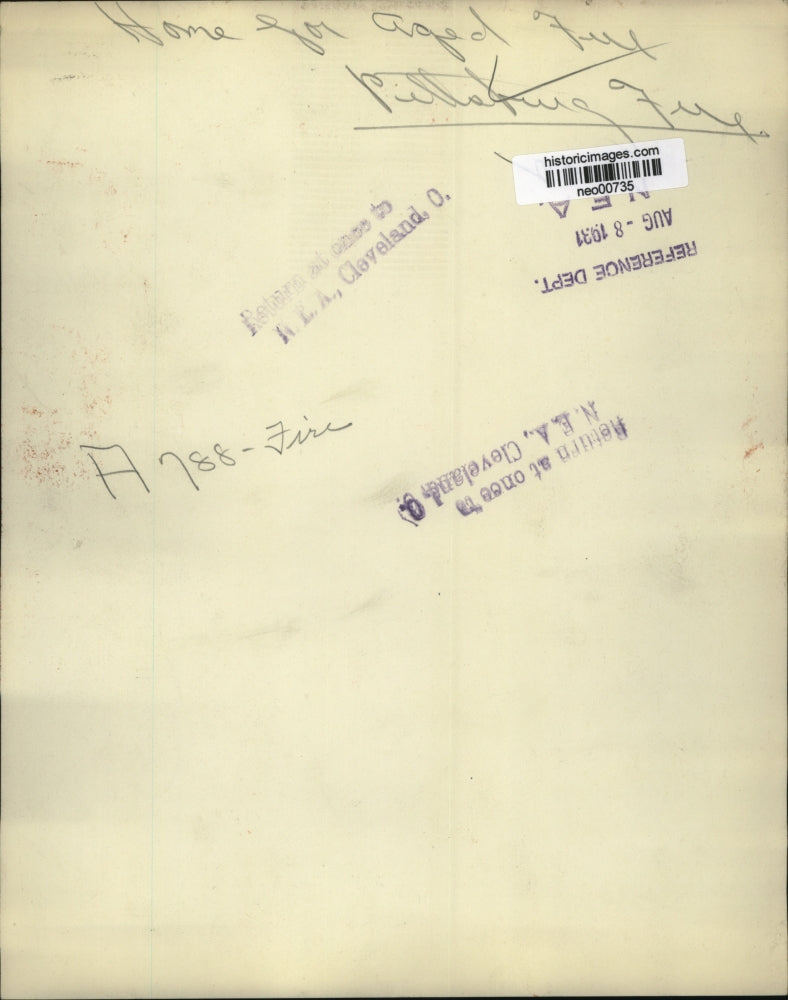 Home for Aged Fire
Pittsburg Fire.
historicimages.com
neo00735
N E A
AUG - 8 1931
REFERENCE DEPT.
Return at once to
N. E. A., Cleveland, O.
A 788 - Fire
Return at once to
N. E. A., Cleveland, O.